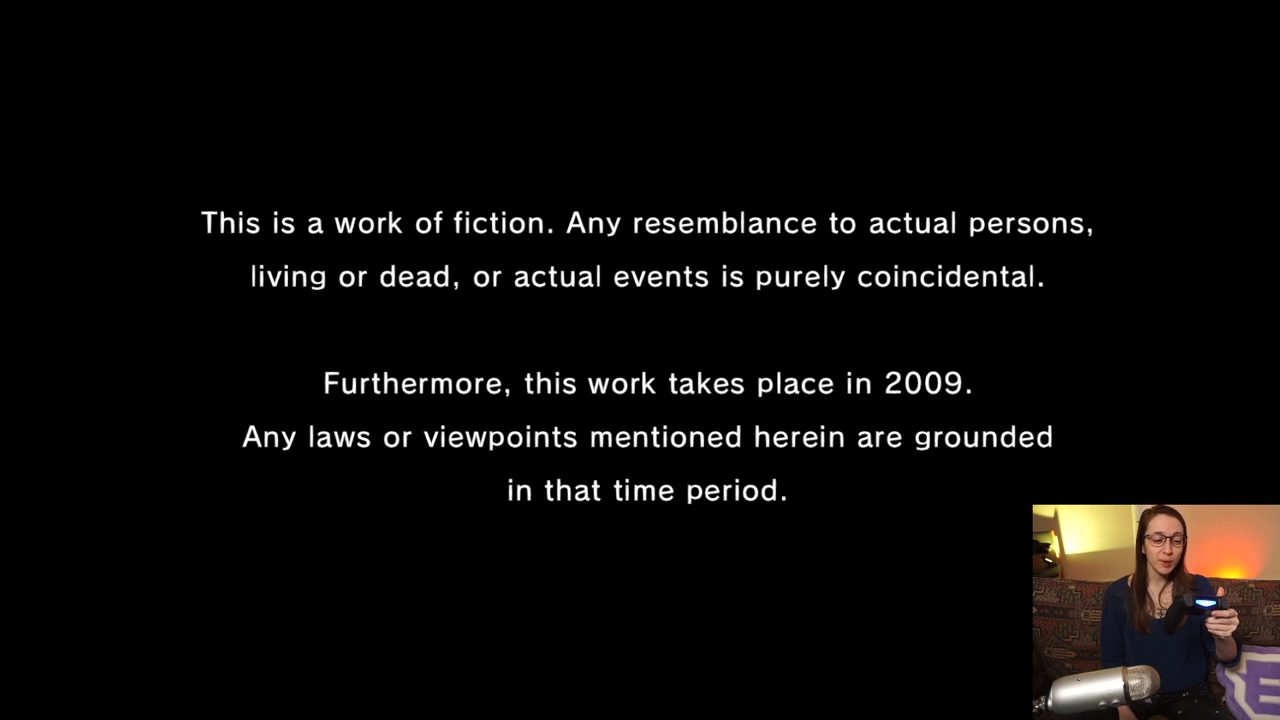 This is a work of fiction. Any resemblance to actual persons,
living or dead, or actual events is purely coincidental.
Furthermore, this work takes place in 2009.
Any laws or viewpoints mentioned herein are grounded
in that time period.